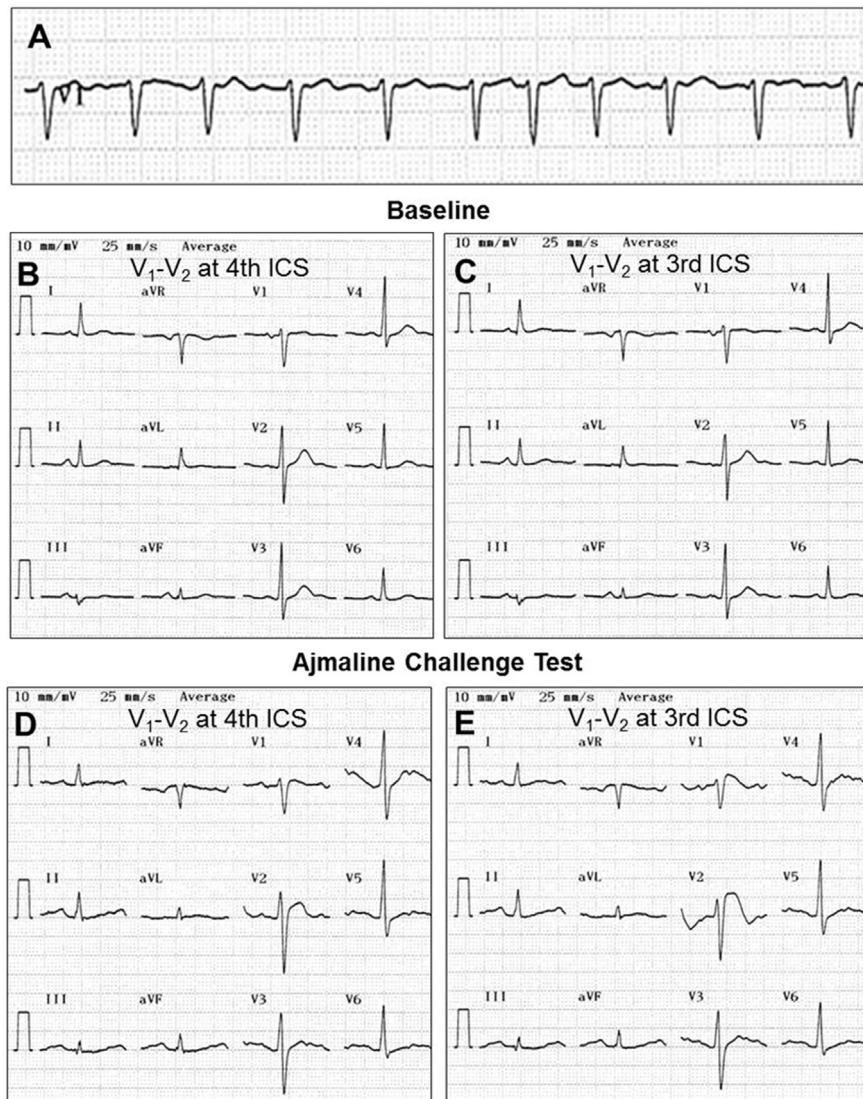 A
1
Baseline
10 mm/mV 25 mm/s Average
B V₁-V₂ at 4th ICS
I aVR V1 V4
II aVL V2 V5
III aVF V3 V6
10 mm/mV 25 mm/s Average
C V₁-V₂ at 3rd ICS
I aVR V1 V4
II aVL V2 V5
III aVF V3 V6
Ajmaline Challenge Test
10 mm/mV 25 mm/s Average
D V₁-V₂ at 4th ICS
I aVR V1 V4
II aVL V2 V5
III aVF V3 V6
10 mm/mV 25 mm/s Average
E V₁-V₂ at 3rd ICS
I aVR V1 V4
II aVL V2 V5
III aVF V3 V6